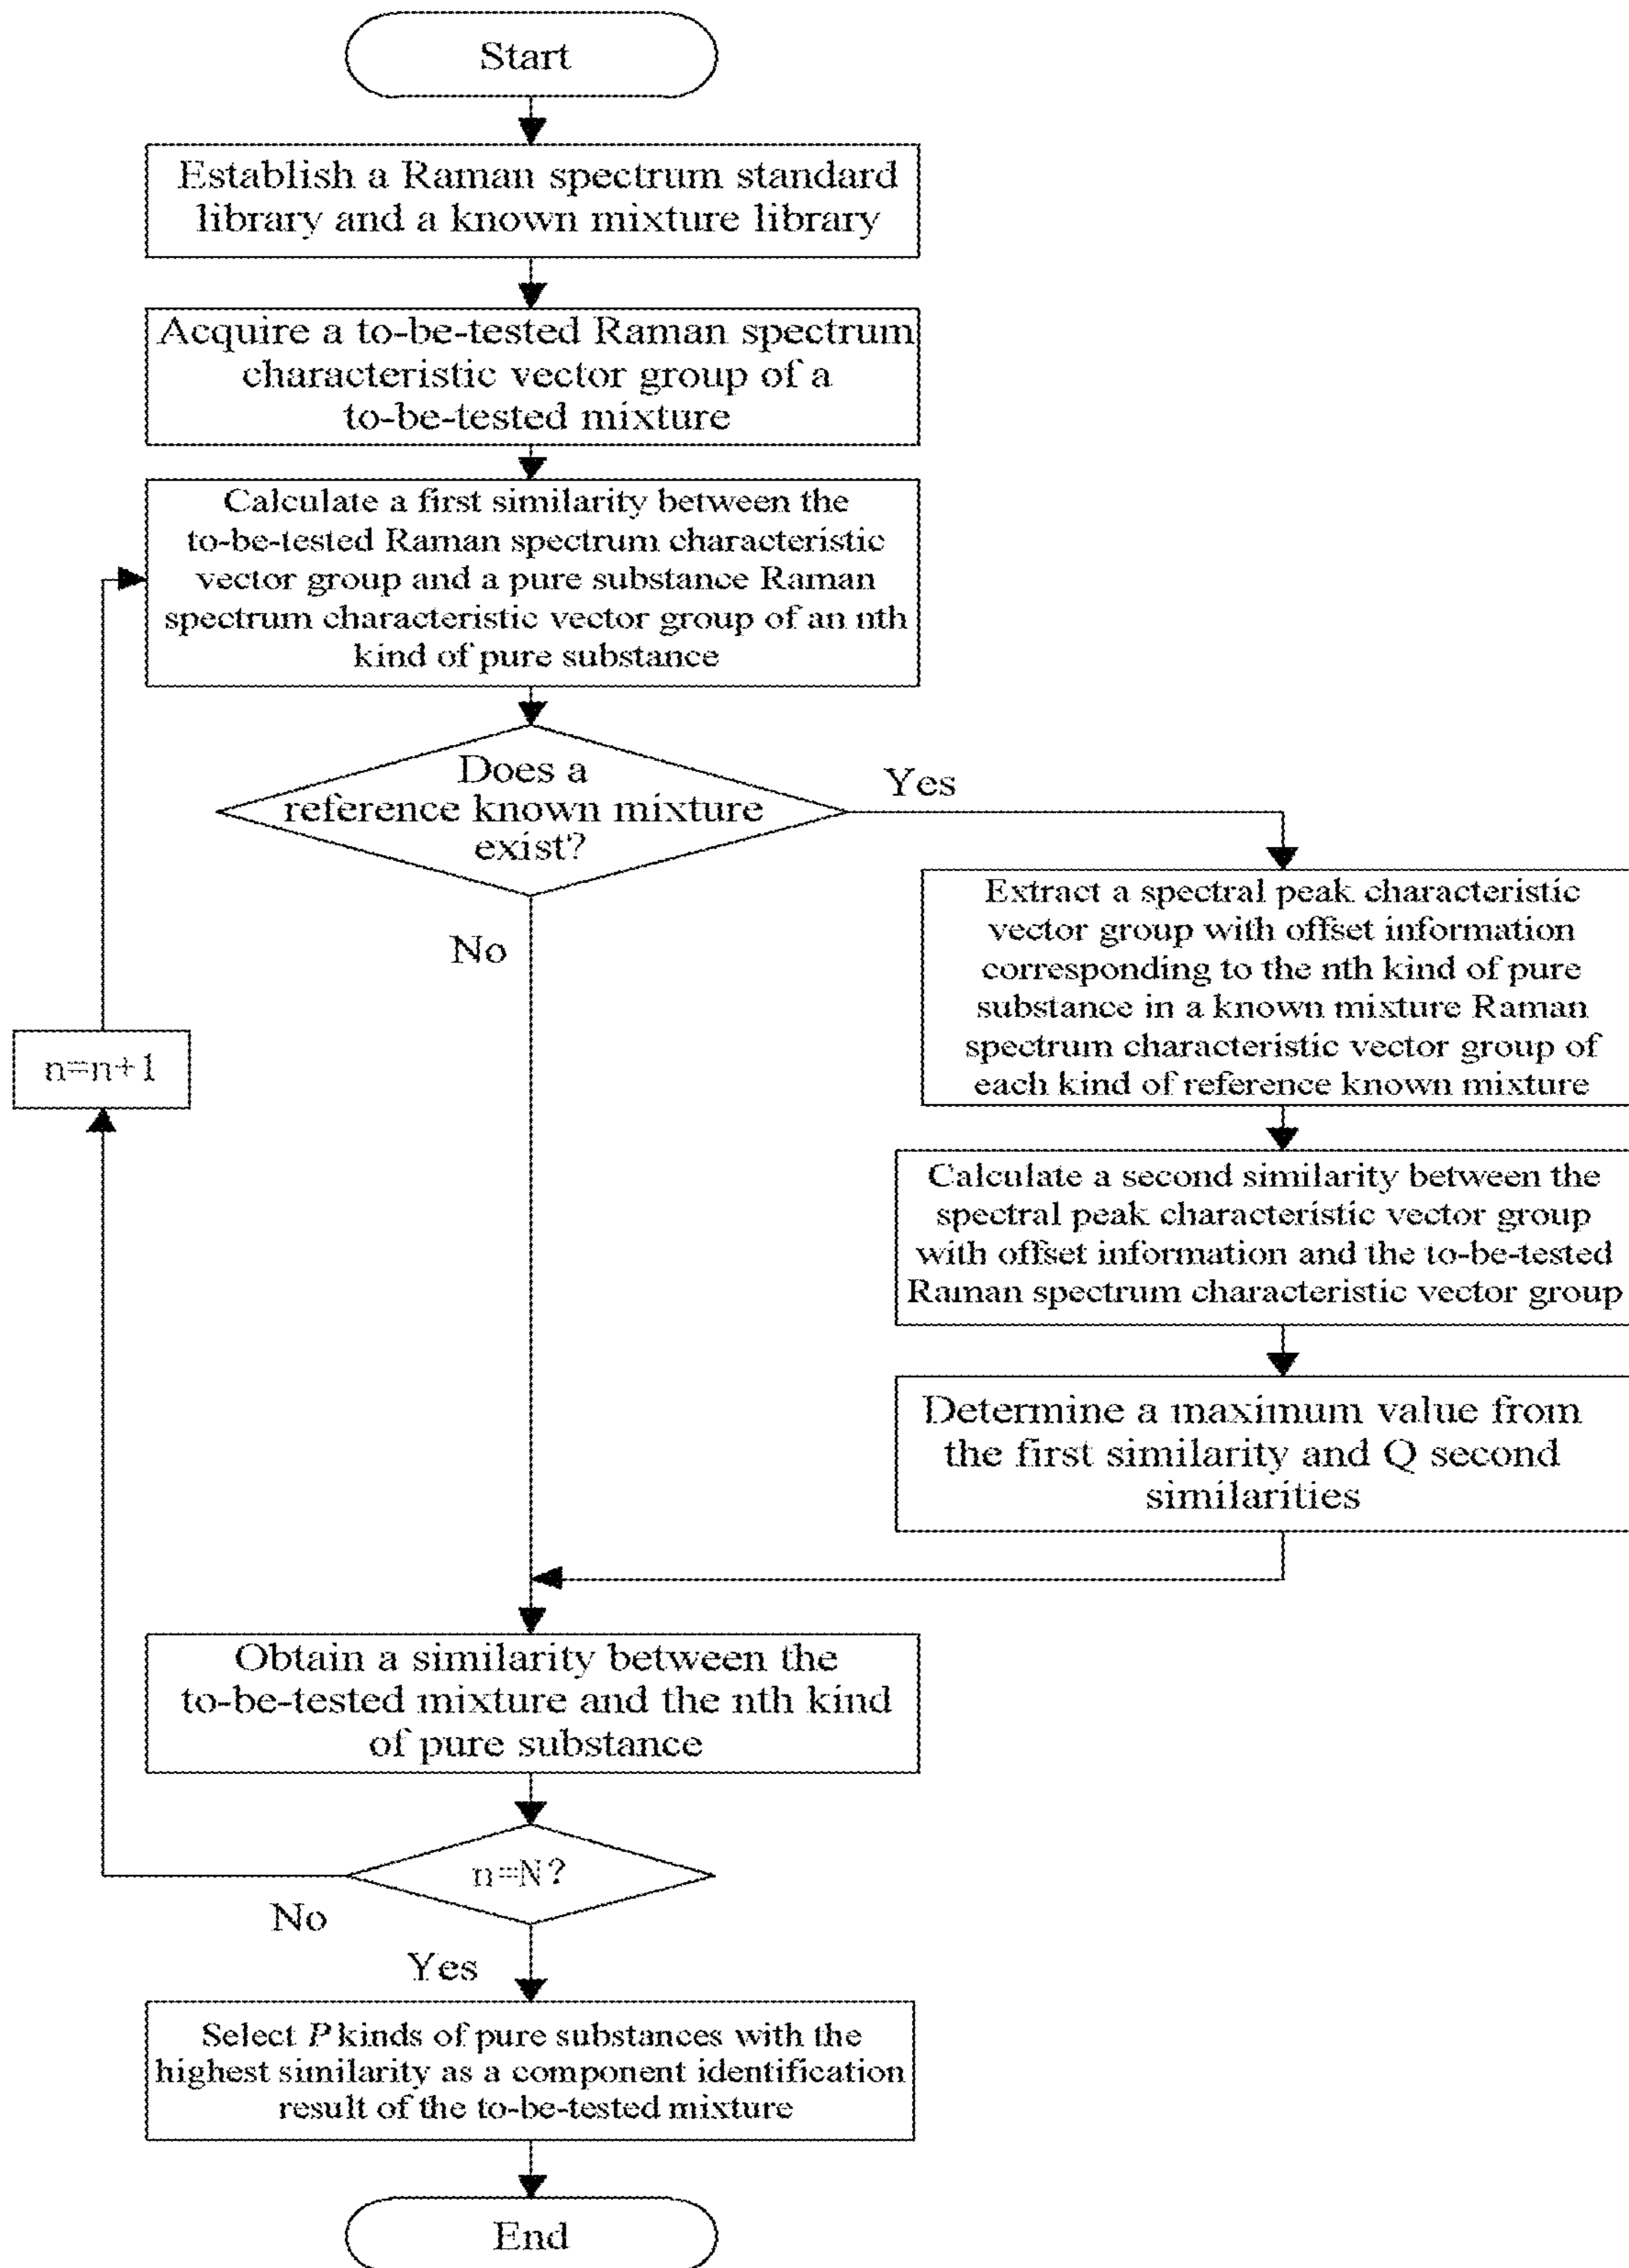 Start
Establish a Raman spectrum standard
library and a known mixture library
Acquire a to-be-tested Raman spectrum
characteristic vector group of a
to-be-tested mixture
Calculate a first similarity between the
to-be-tested Raman spectrum characteristic
vector group and a pure substance Raman
spectrum characteristic vector group of an nth
kind of pure substance
Does a
reference known mixture
exist?
Yes
No
Extract a spectral peak characteristic
vector group with offset information
corresponding to the nth kind of pure
substance in a known mixture Raman
spectrum characteristic vector group of
each kind of reference known mixture
n=n+1
Calculate a second similarity between the
spectral peak characteristic vector group
with offset information and the to-be-tested
Raman spectrum characteristic vector group
Determine a maximum value from
the first similarity and Q second
similarities
Obtain a similarity between the
to-be-tested mixture and the nth kind
of pure substance
n=N?
No
Yes
Select P kinds of pure substances with the
highest similarity as a component identification
result of the to-be-tested mixture
End